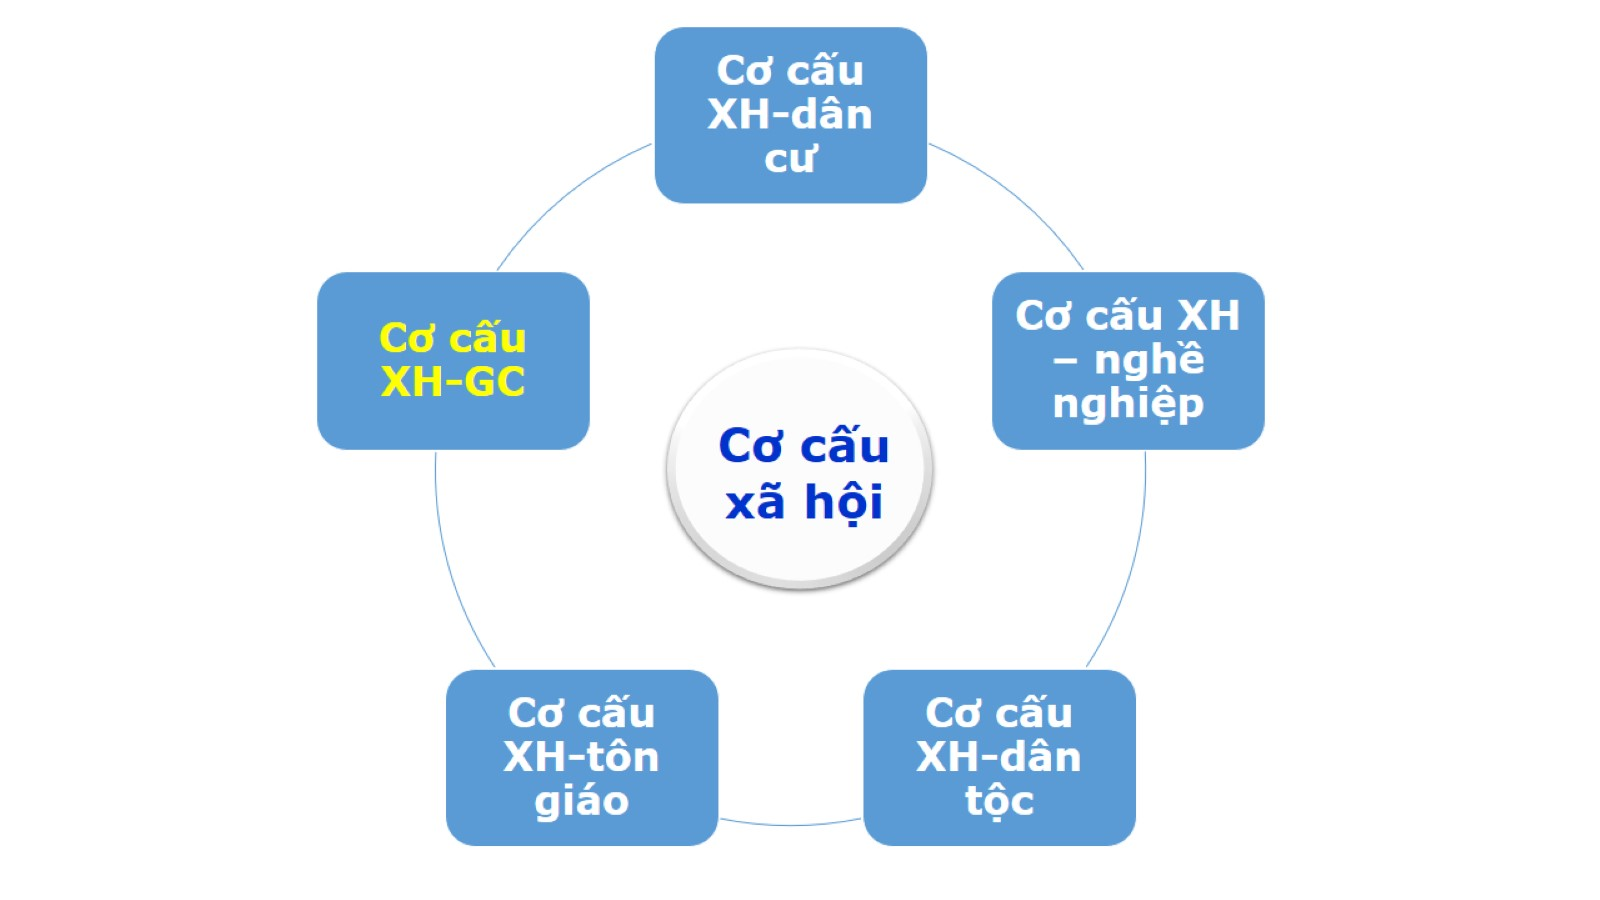 Cơ cấu
XH–dân
cư
Cơ cấu
XH–GC
Cơ cấu XH
– nghề
nghiệp
Cơ cấu
xã hội
Cơ cấu
XH–tôn
giáo
Cơ cấu
XH–dân
tộc